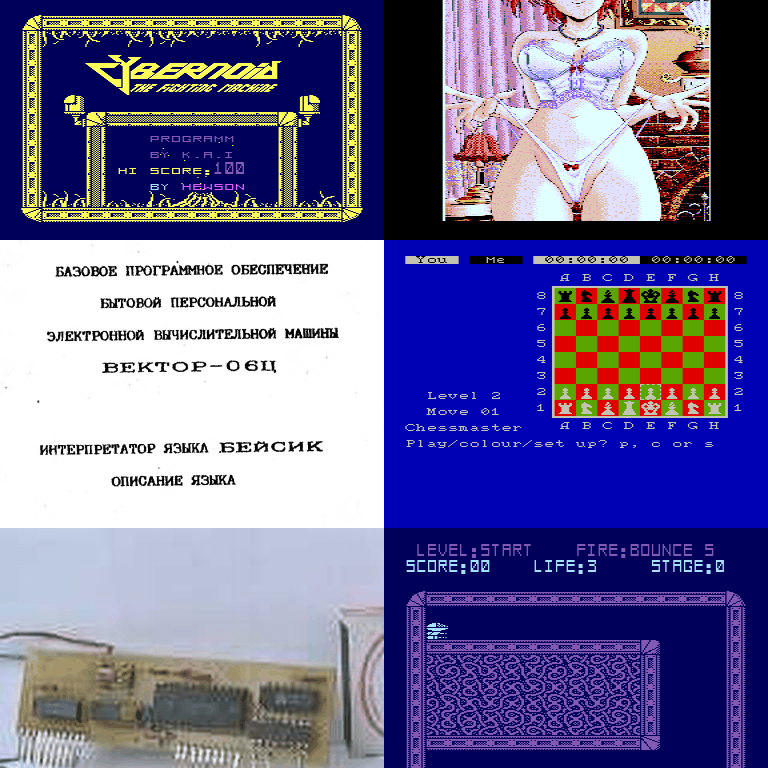 CYBERNOID
THE FIGHTING MACHINE
PROGRAMM
BY K.A.I
HI SCORE:100
BY HEWSON
БАЗОВОЕ ПРОГРАММНОЕ ОБЕСПЕЧЕНИЕ
БЫТОВОЙ ПЕРСОНАЛЬНОЙ
ЭЛЕКТРОННОЙ ВЫЧИСЛИТЕЛЬНОЙ МАШИНЫ
ВЕКТОР-06Ц
ИНТЕРПРЕТАТОР ЯЗЫКА БЕЙСИК
ОПИСАНИЕ ЯЗЫКА
You Me 00:00:00 00:00:00
A B C D E F G H
8 8
7 7
6 6
5 5
4 4
3 3
Level 2 2 2
Move 01 1 1
Chessmaster A B C D E F G H
Play/colour/set up? p, c or s
LEVEL:START FIRE:BOUNCE S
SCORE:00 LIFE:3 STAGE:0